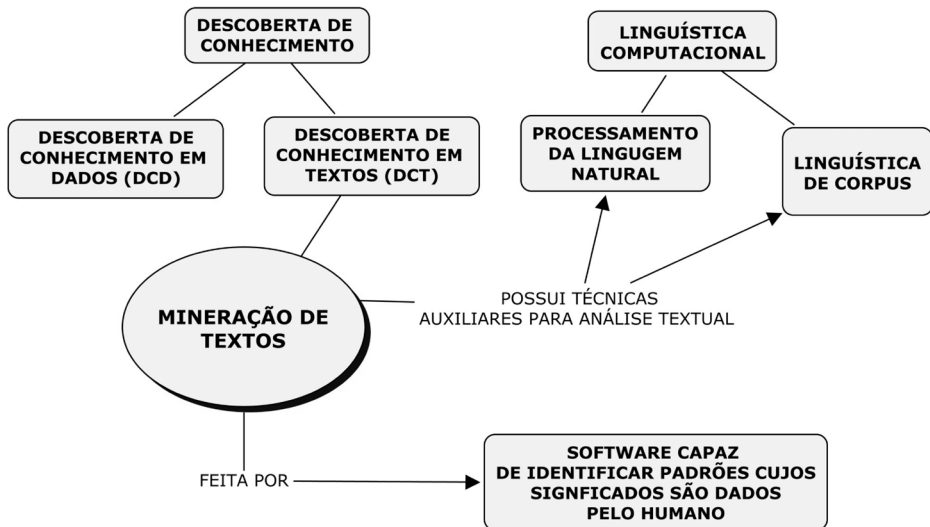 DESCOBERTA DE
CONHECIMENTO
LINGUÍSTICA
COMPUTACIONAL
DESCOBERTA DE
CONHECIMENTO EM
DADOS (DCD)
DESCOBERTA DE
CONHECIMENTO EM
TEXTOS (DCT)
PROCESSAMENTO
DA LINGUGEM
NATURAL
LINGUÍSTICA
DE CORPUS
MINERAÇÃO DE
TEXTOS
POSSUI TÉCNICAS
AUXILIARES PARA ANÁLISE TEXTUAL
FEITA POR
SOFTWARE CAPAZ
DE IDENTIFICAR PADRÕES CUJOS
SIGNFICADOS SÃO DADOS
PELO HUMANO